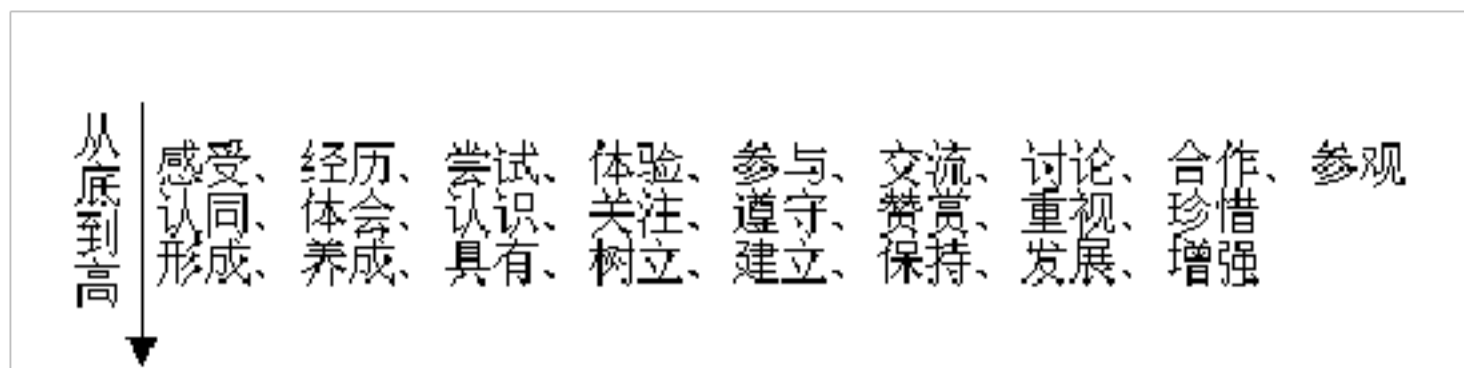 从底到高
感受、经历、尝试、体验、参与、交流、讨论、合作、参观
认同、体会、认识、关注、遵守、赞赏、重视、珍惜
形成、养成、具有、树立、建立、保持、发展、增强